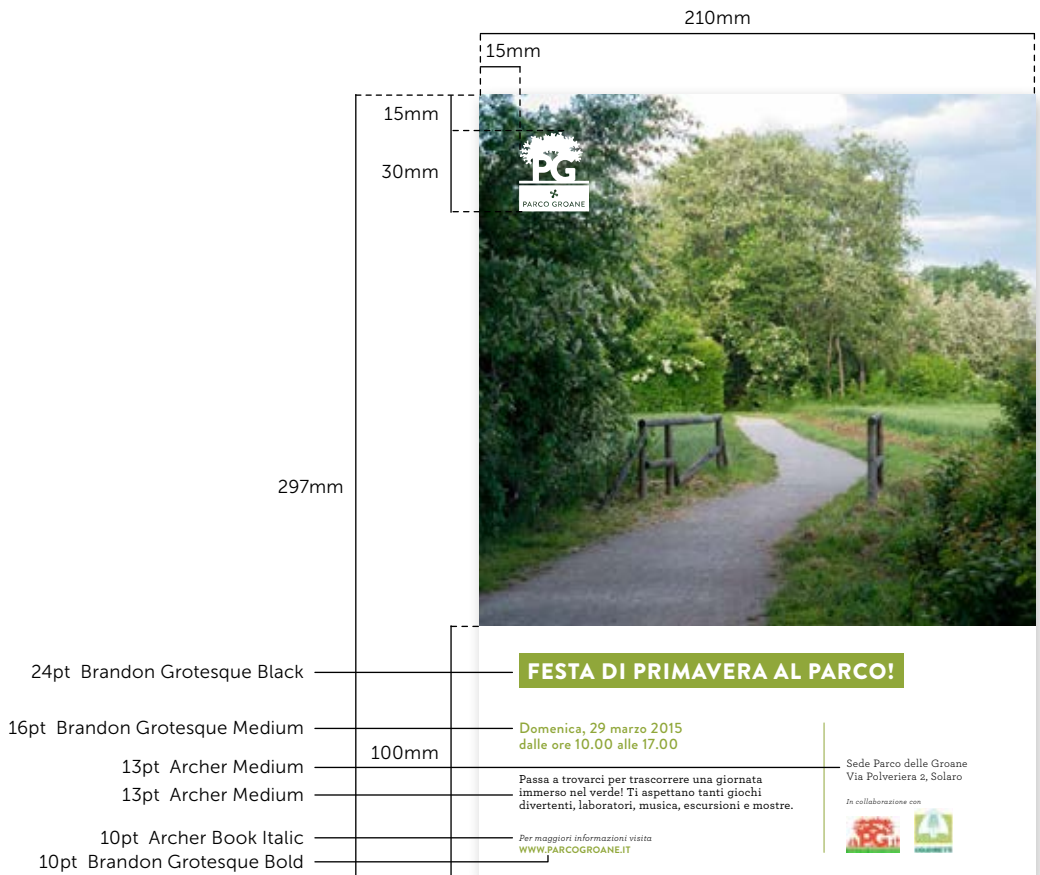 210mm
15mm
15mm
30mm
PG
PARCO GROANE
297mm
24pt Brandon Grotesque Black
FESTA DI PRIMAVERA AL PARCO!
16pt Brandon Grotesque Medium
Domenica, 29 marzo 2015
dalle ore 10.00 alle 17.00
100mm
13pt Archer Medium
Sede Parco delle Groane
Via Polveriera 2, Solaro
13pt Archer Medium
Passa a trovarci per trascorrere una giornata
immerso nel verde! Ti aspettano tanti giochi
divertenti, laboratori, musica, escursioni e mostre.
In collaborazione con
PG
10pt Archer Book Italic
Per maggiori informazioni visita
10pt Brandon Grotesque Bold
WWW.PARCOGROANE.IT